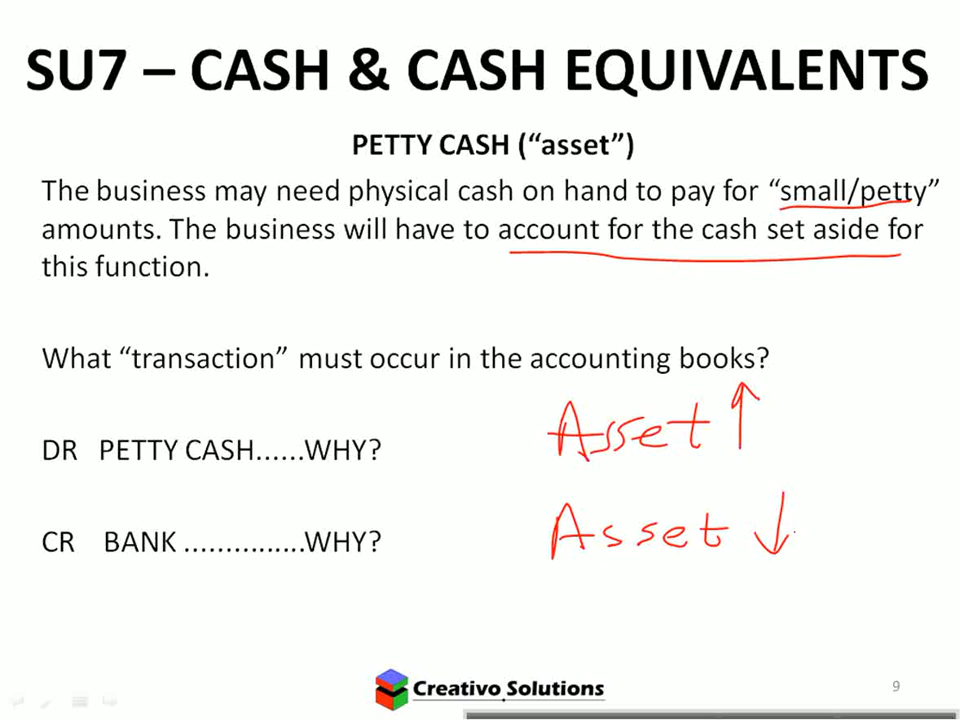 SU7 – CASH & CASH EQUIVALENTS
PETTY CASH (“asset”)
The business may need physical cash on hand to pay for “small/petty”
amounts. The business will have to account for the cash set aside for
this function.
What “transaction” must occur in the accounting books?
Asset ↑
DR PETTY CASH......WHY?
Asset ↓
CR BANK ...............WHY?
Creativo Solutions
9